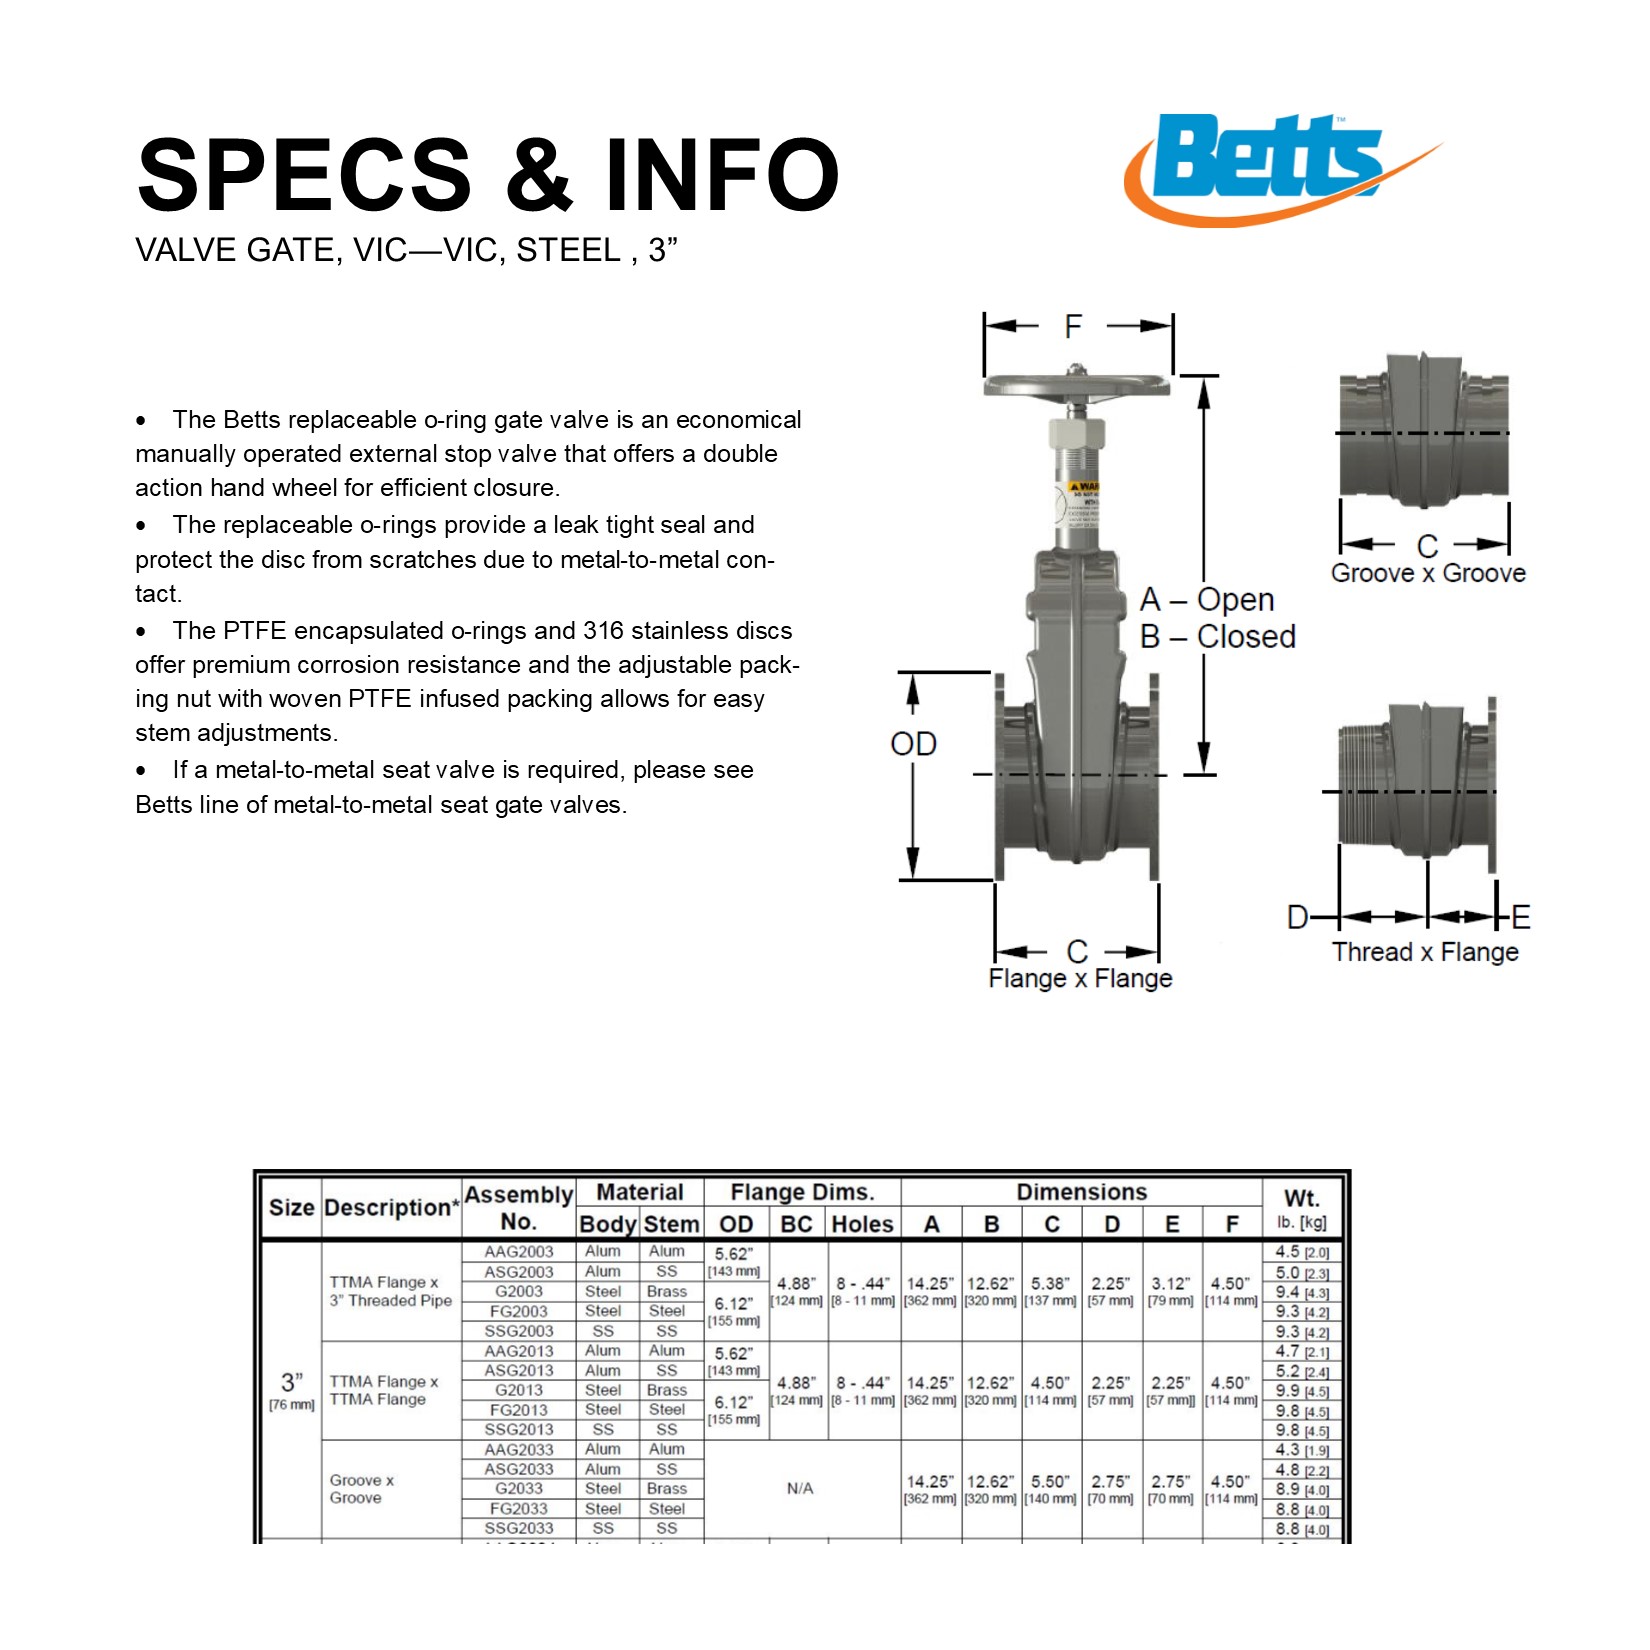 SPECS & INFO
VALVE GATE, VIC—VIC, STEEL , 3”
Betts™
• The Betts replaceable o-ring gate valve is an economical
manually operated external stop valve that offers a double
action hand wheel for efficient closure.
• The replaceable o-rings provide a leak tight seal and
protect the disc from scratches due to metal-to-metal con-
tact.
• The PTFE encapsulated o-rings and 316 stainless discs
offer premium corrosion resistance and the adjustable pack-
ing nut with woven PTFE infused packing allows for easy
stem adjustments.
• If a metal-to-metal seat valve is required, please see
Betts line of metal-to-metal seat gate valves.
F
A – Open
B – Closed
OD
C
Flange x Flange
C
Groove x Groove
D E
Thread x Flange
Size Description* Assembly No. Material Flange Dims. Dimensions Wt. lb. [kg]
Body Stem OD BC Holes A B C D E F
3” [76 mm]
TTMA Flange x
3” Threaded Pipe
AAG2003 Alum Alum 4.5 [2.0]
ASG2003 Alum SS 5.0 [2.3]
G2003 Steel Brass 9.4 [4.3]
FG2003 Steel Steel 9.3 [4.2]
SSG2003 SS SS 9.3 [4.2]
5.62” [143 mm]
6.12” [155 mm]
4.88” 8 - .44” 14.25” 12.62” 5.38” 2.25” 3.12” 4.50”
[124 mm] [8 - 11 mm] [362 mm] [320 mm] [137 mm] [57 mm] [79 mm] [114 mm]
TTMA Flange x
TTMA Flange
AAG2013 Alum Alum 4.7 [2.1]
ASG2013 Alum SS 5.2 [2.4]
G2013 Steel Brass 9.9 [4.5]
FG2013 Steel Steel 9.8 [4.5]
SSG2013 SS SS 9.8 [4.5]
5.62” [143 mm]
6.12” [155 mm]
4.88” 8 - .44” 14.25” 12.62” 4.50” 2.25” 2.25” 4.50”
[124 mm] [8 - 11 mm] [362 mm] [320 mm] [114 mm] [57 mm] [57 mm]] [114 mm]
Groove x
Groove
AAG2033 Alum Alum 4.3 [1.9]
ASG2033 Alum SS 4.8 [2.2]
G2033 Steel Brass 8.9 [4.0]
FG2033 Steel Steel 8.8 [4.0]
SSG2033 SS SS 8.8 [4.0]
N/A
14.25” 12.62” 5.50” 2.75” 2.75” 4.50”
[362 mm] [320 mm] [140 mm] [70 mm] [70 mm] [114 mm]